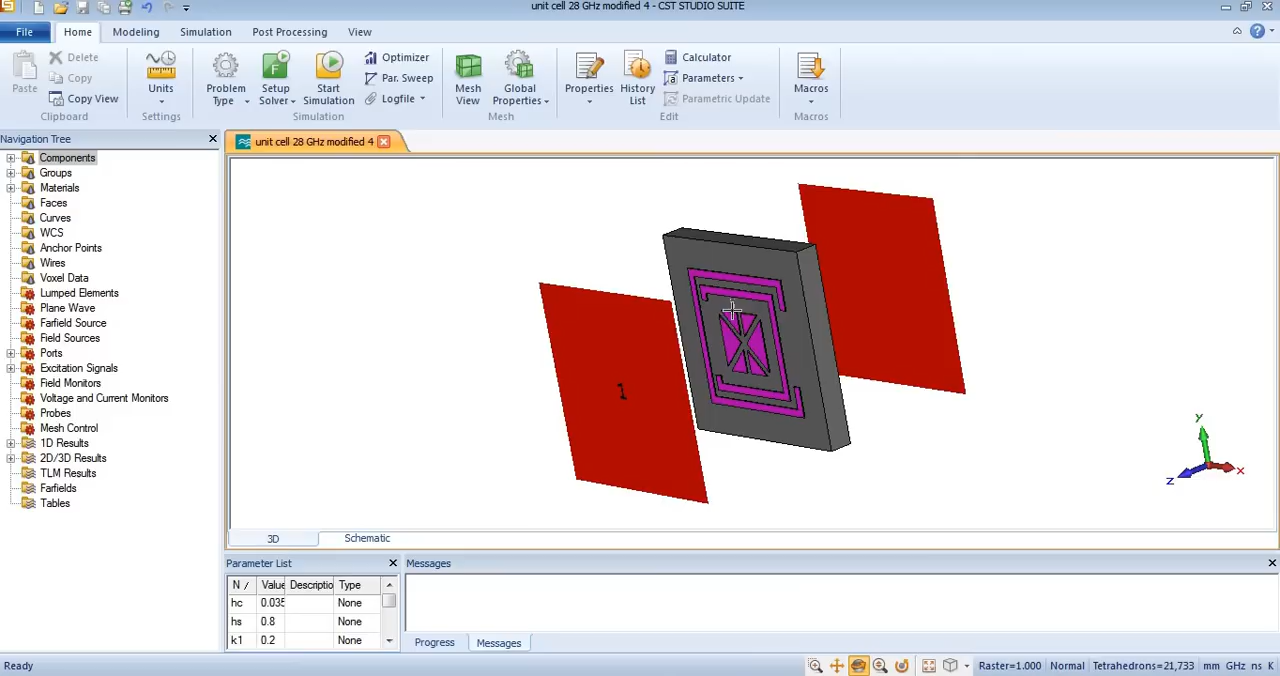 unit cell 28 GHz modified 4 - CST STUDIO SUITE
File Home Modeling Simulation Post Processing View
Paste
Delete
Copy
Copy View
Clipboard
Units
Settings
Problem Type
Setup Solver
Start Simulation
Optimizer
Par. Sweep
Logfile
Simulation
Mesh View
Global Properties
Mesh
Properties
History List
Calculator
Parameters
Parametric Update
Edit
Macros
Macros
Navigation Tree
unit cell 28 GHz modified 4
Components
Groups
Materials
Faces
Curves
WCS
Anchor Points
Wires
Voxel Data
Lumped Elements
Plane Wave
Farfield Source
Field Sources
Ports
Excitation Signals
Field Monitors
Voltage and Current Monitors
Probes
Mesh Control
1D Results
2D/3D Results
TLM Results
Farfields
Tables
1
y
x
z
3D Schematic
Parameter List
N / Value Descriptio Type
hc 0.035 None
hs 0.8 None
k1 0.2 None
Messages
Progress Messages
Ready
Raster=1.000 Normal Tetrahedrons=21,733 mm GHz ns K